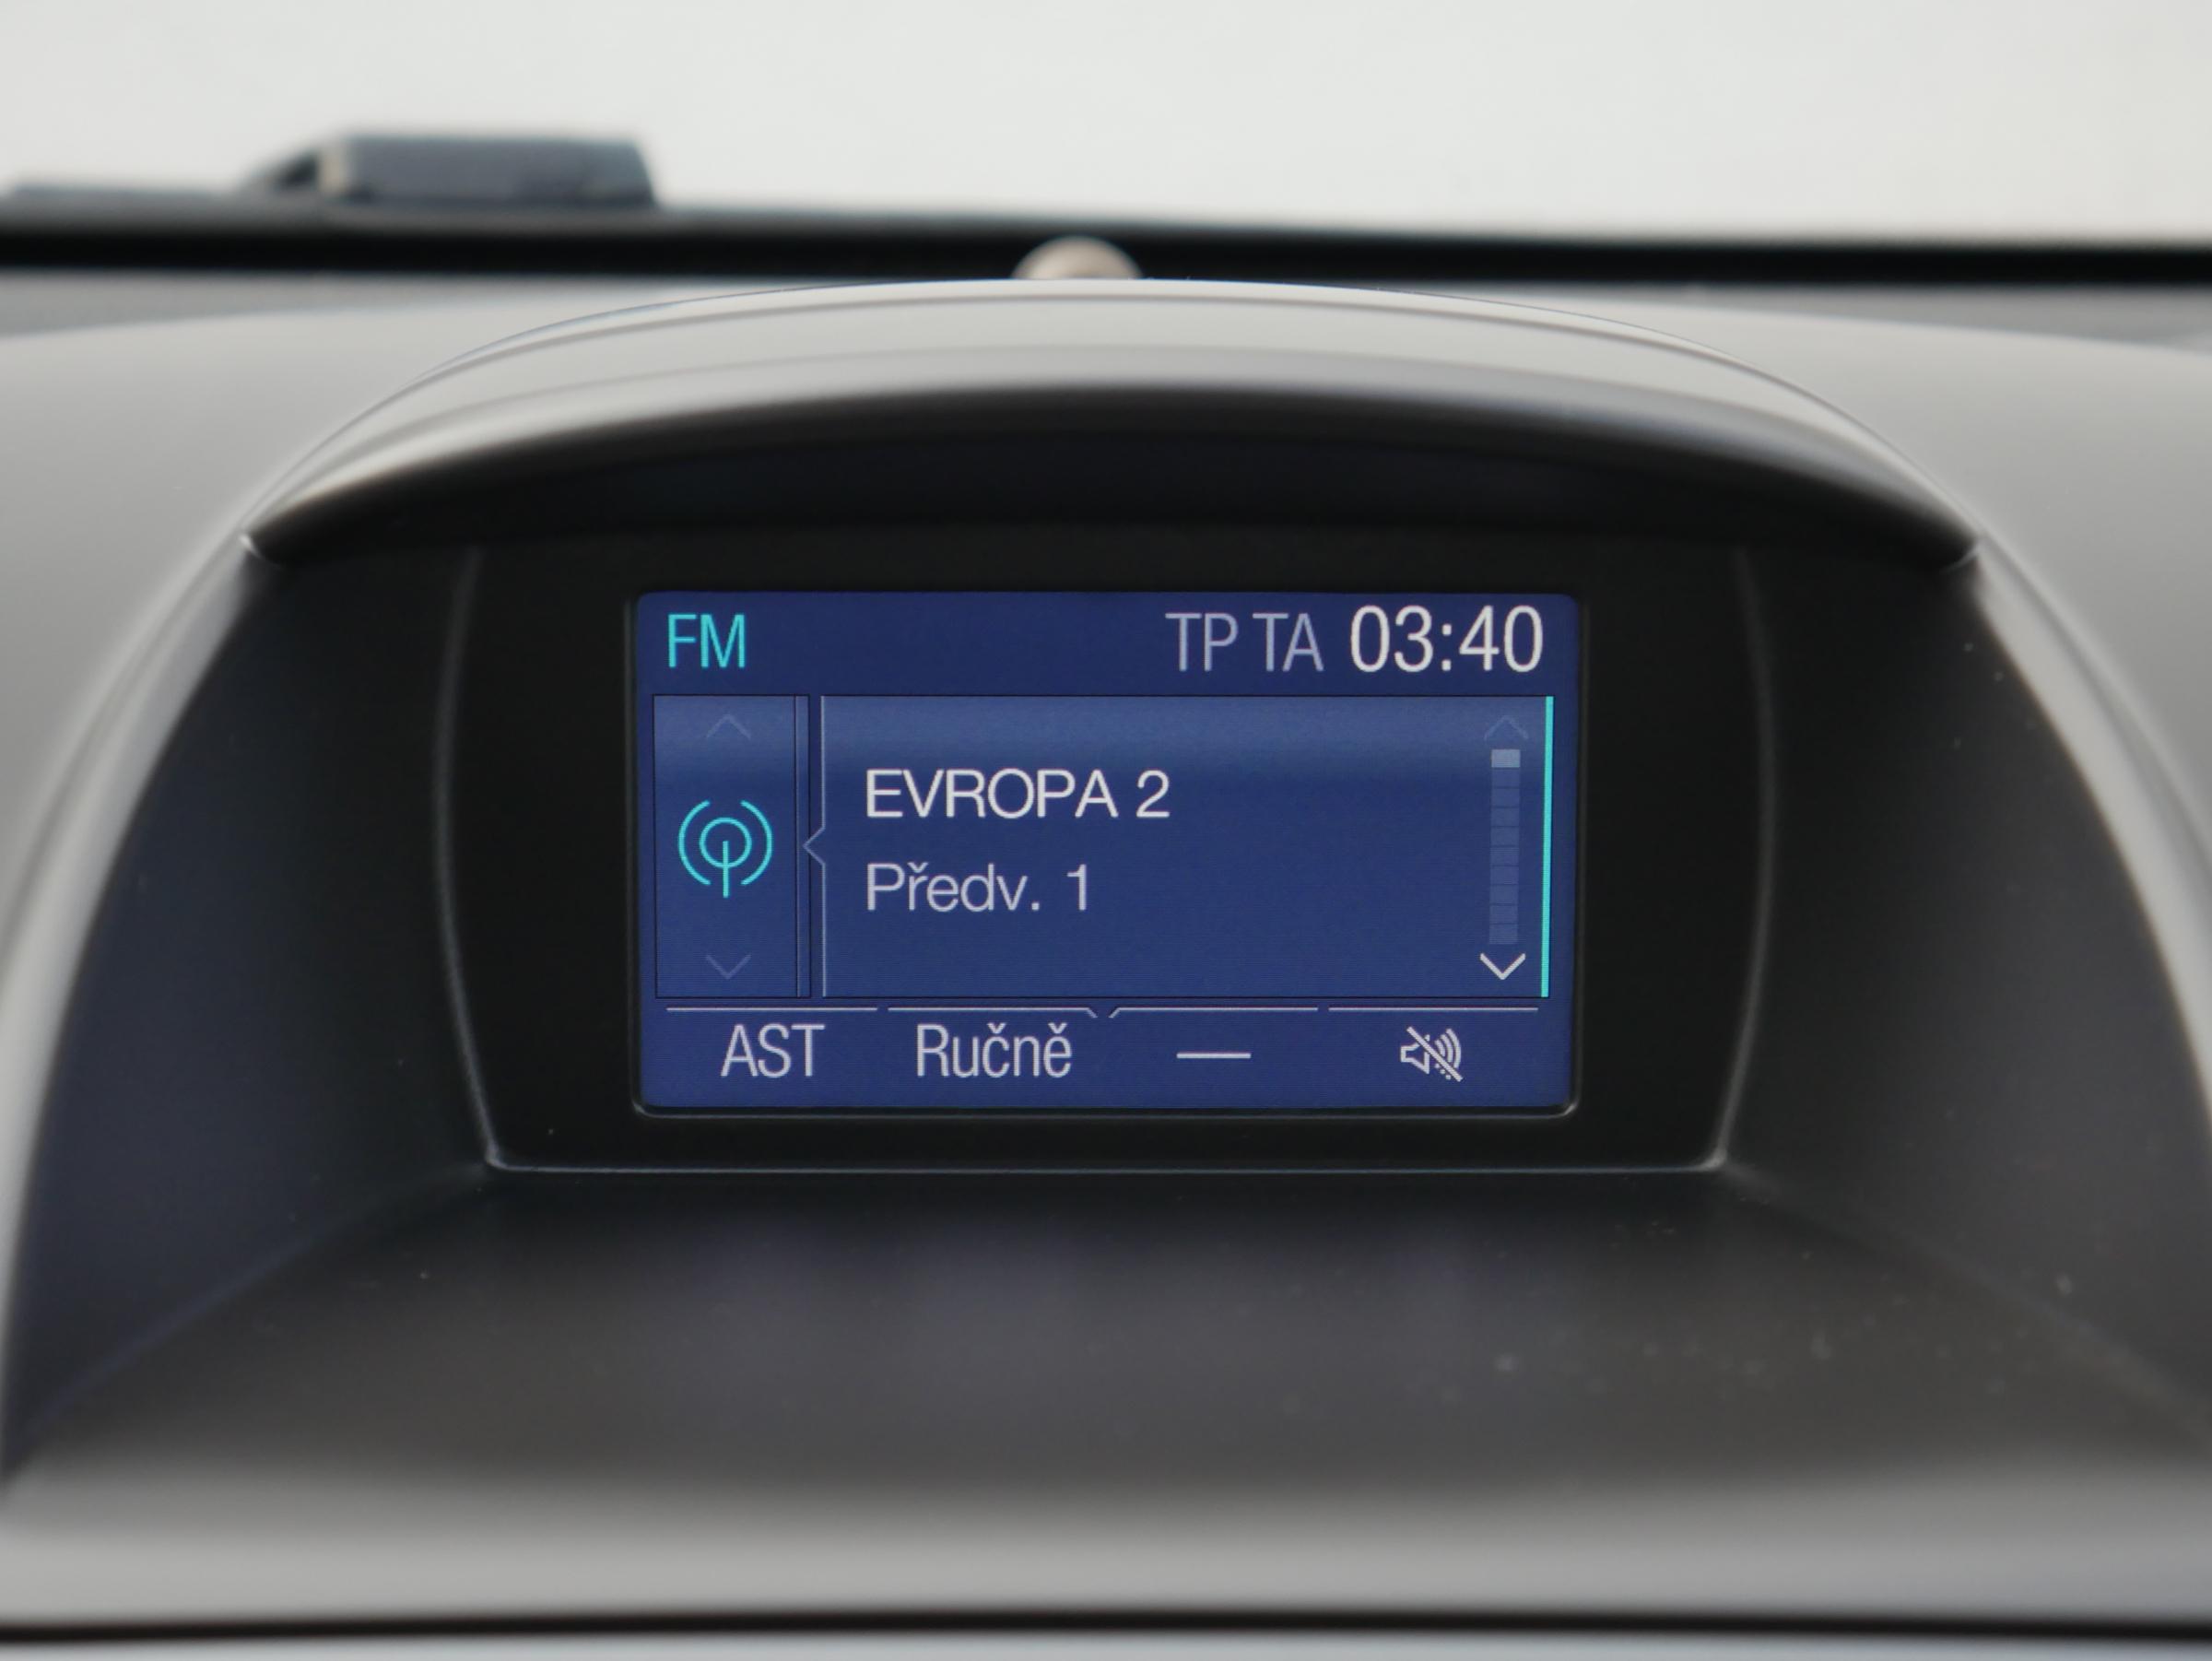 FM TP TA 03:40
EVROPA 2
Předv. 1
AST Ručně —